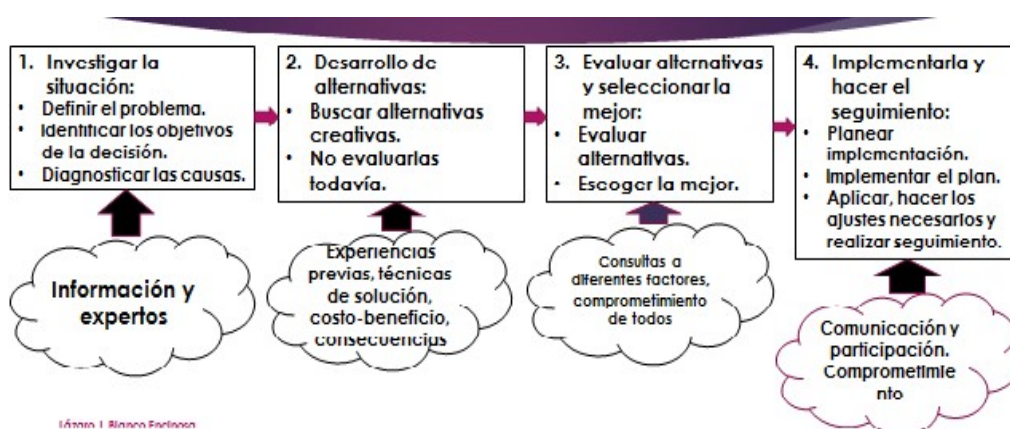 1. Investigar la
situación:
• Definir el problema.
• Identificar los objetivos
de la decisión.
• Diagnosticar las causas.
2. Desarrollo de
alternativas:
• Buscar alternativas
creativas.
• No evaluarlas
todavía.
3. Evaluar alternativas
y seleccionar la
mejor:
• Evaluar
alternativas.
• Escoger la mejor.
4. Implementarla y
hacer el
seguimiento:
• Planear
implementación.
• Implementar el plan.
• Aplicar, hacer los
ajustes necesarios y
realizar seguimiento.
Información y
expertos
Experiencias
previas, técnicas
de solución,
costo-beneficio,
consecuencias
Consultas a
diferentes factores,
comprometimiento
de todos
Comunicación y
participación.
Comprometimie
nto
Lázaro J. Blanco Encinosa